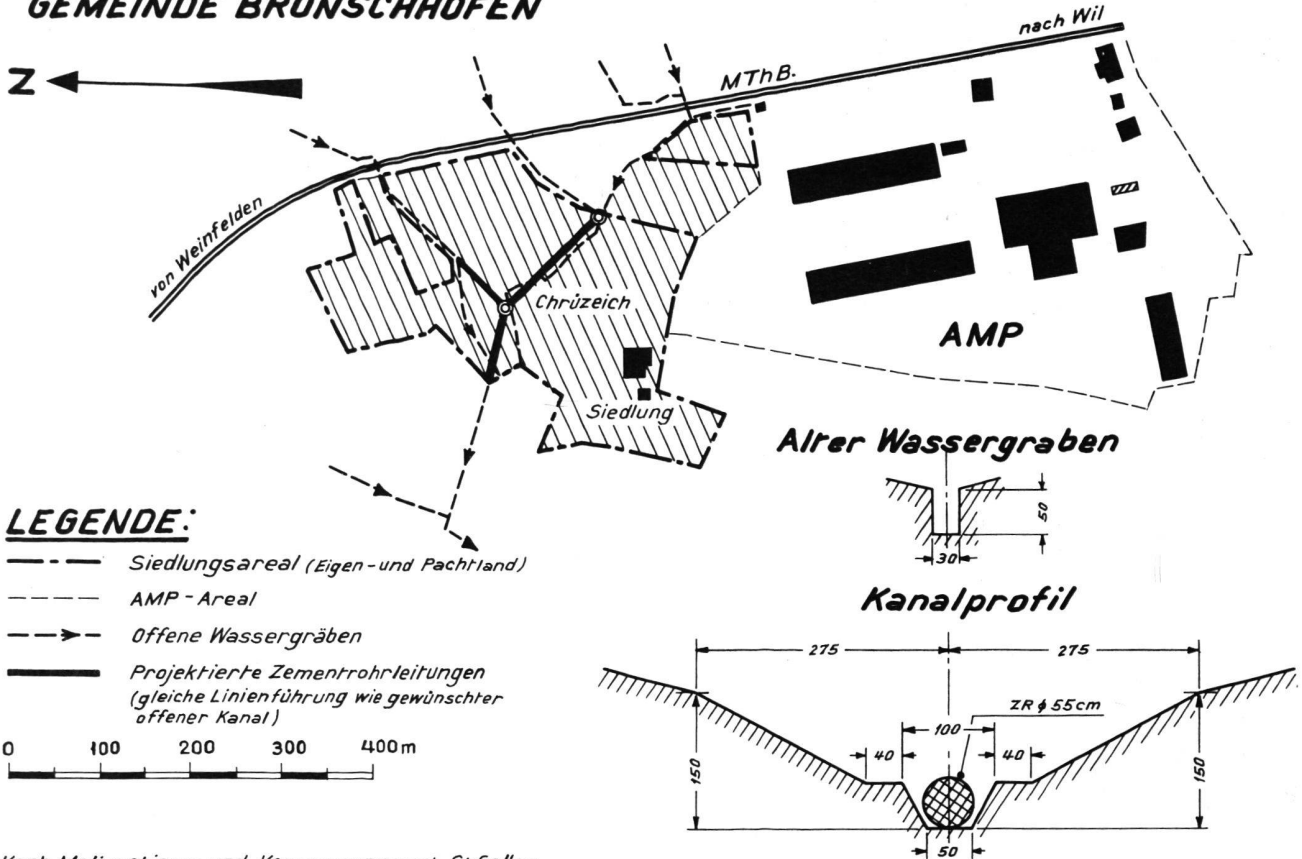 GEMEINDE BRONSCHHOFEN
Z
nach Wil
MThB.
von Weinfelden
Chrüzeich
AMP
Siedlung
Alter Wassergraben
50
30
LEGENDE:
Siedlungsareal (Eigen- und Pachtland)
AMP - Areal
Offene Wassergräben
Projektierte Zementrohrleitungen
(gleiche Linienführung wie gewünschter
offener Kanal)
0 100 200 300 400 m
Kanalprofil
275 275
ZR ϕ 55cm
100
40 40
150 150
50